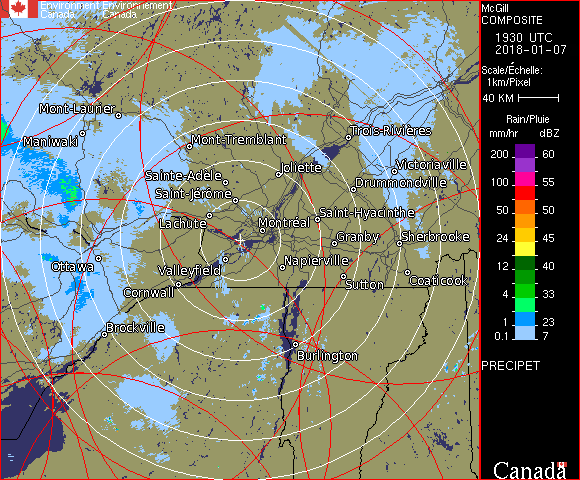 Environment Environnement
Canada Canada
McGill
COMPOSITE
1930 UTC
2018-01-07
Scale/Échelle:
1km/Pixel
40 KM
Rain/Pluie
mm/hr dBZ
200 60
150 57
100 55
50 50
24 45
12 40
4 33
1 23
0.1 7
PRECIPET
Canada
Mont-Laurier
Maniwaki
Mont-Tremblant
Trois-Rivières
Joliette
Victoriaville
Sainte-Adèle
Drummondville
Saint-Jérôme
Saint-Hyacinthe
Lachute
Montréal
Granby
Sherbrooke
Ottawa
Valleyfield
Napierville
Coaticook
Sutton
Cornwall
Brockville
Burlington